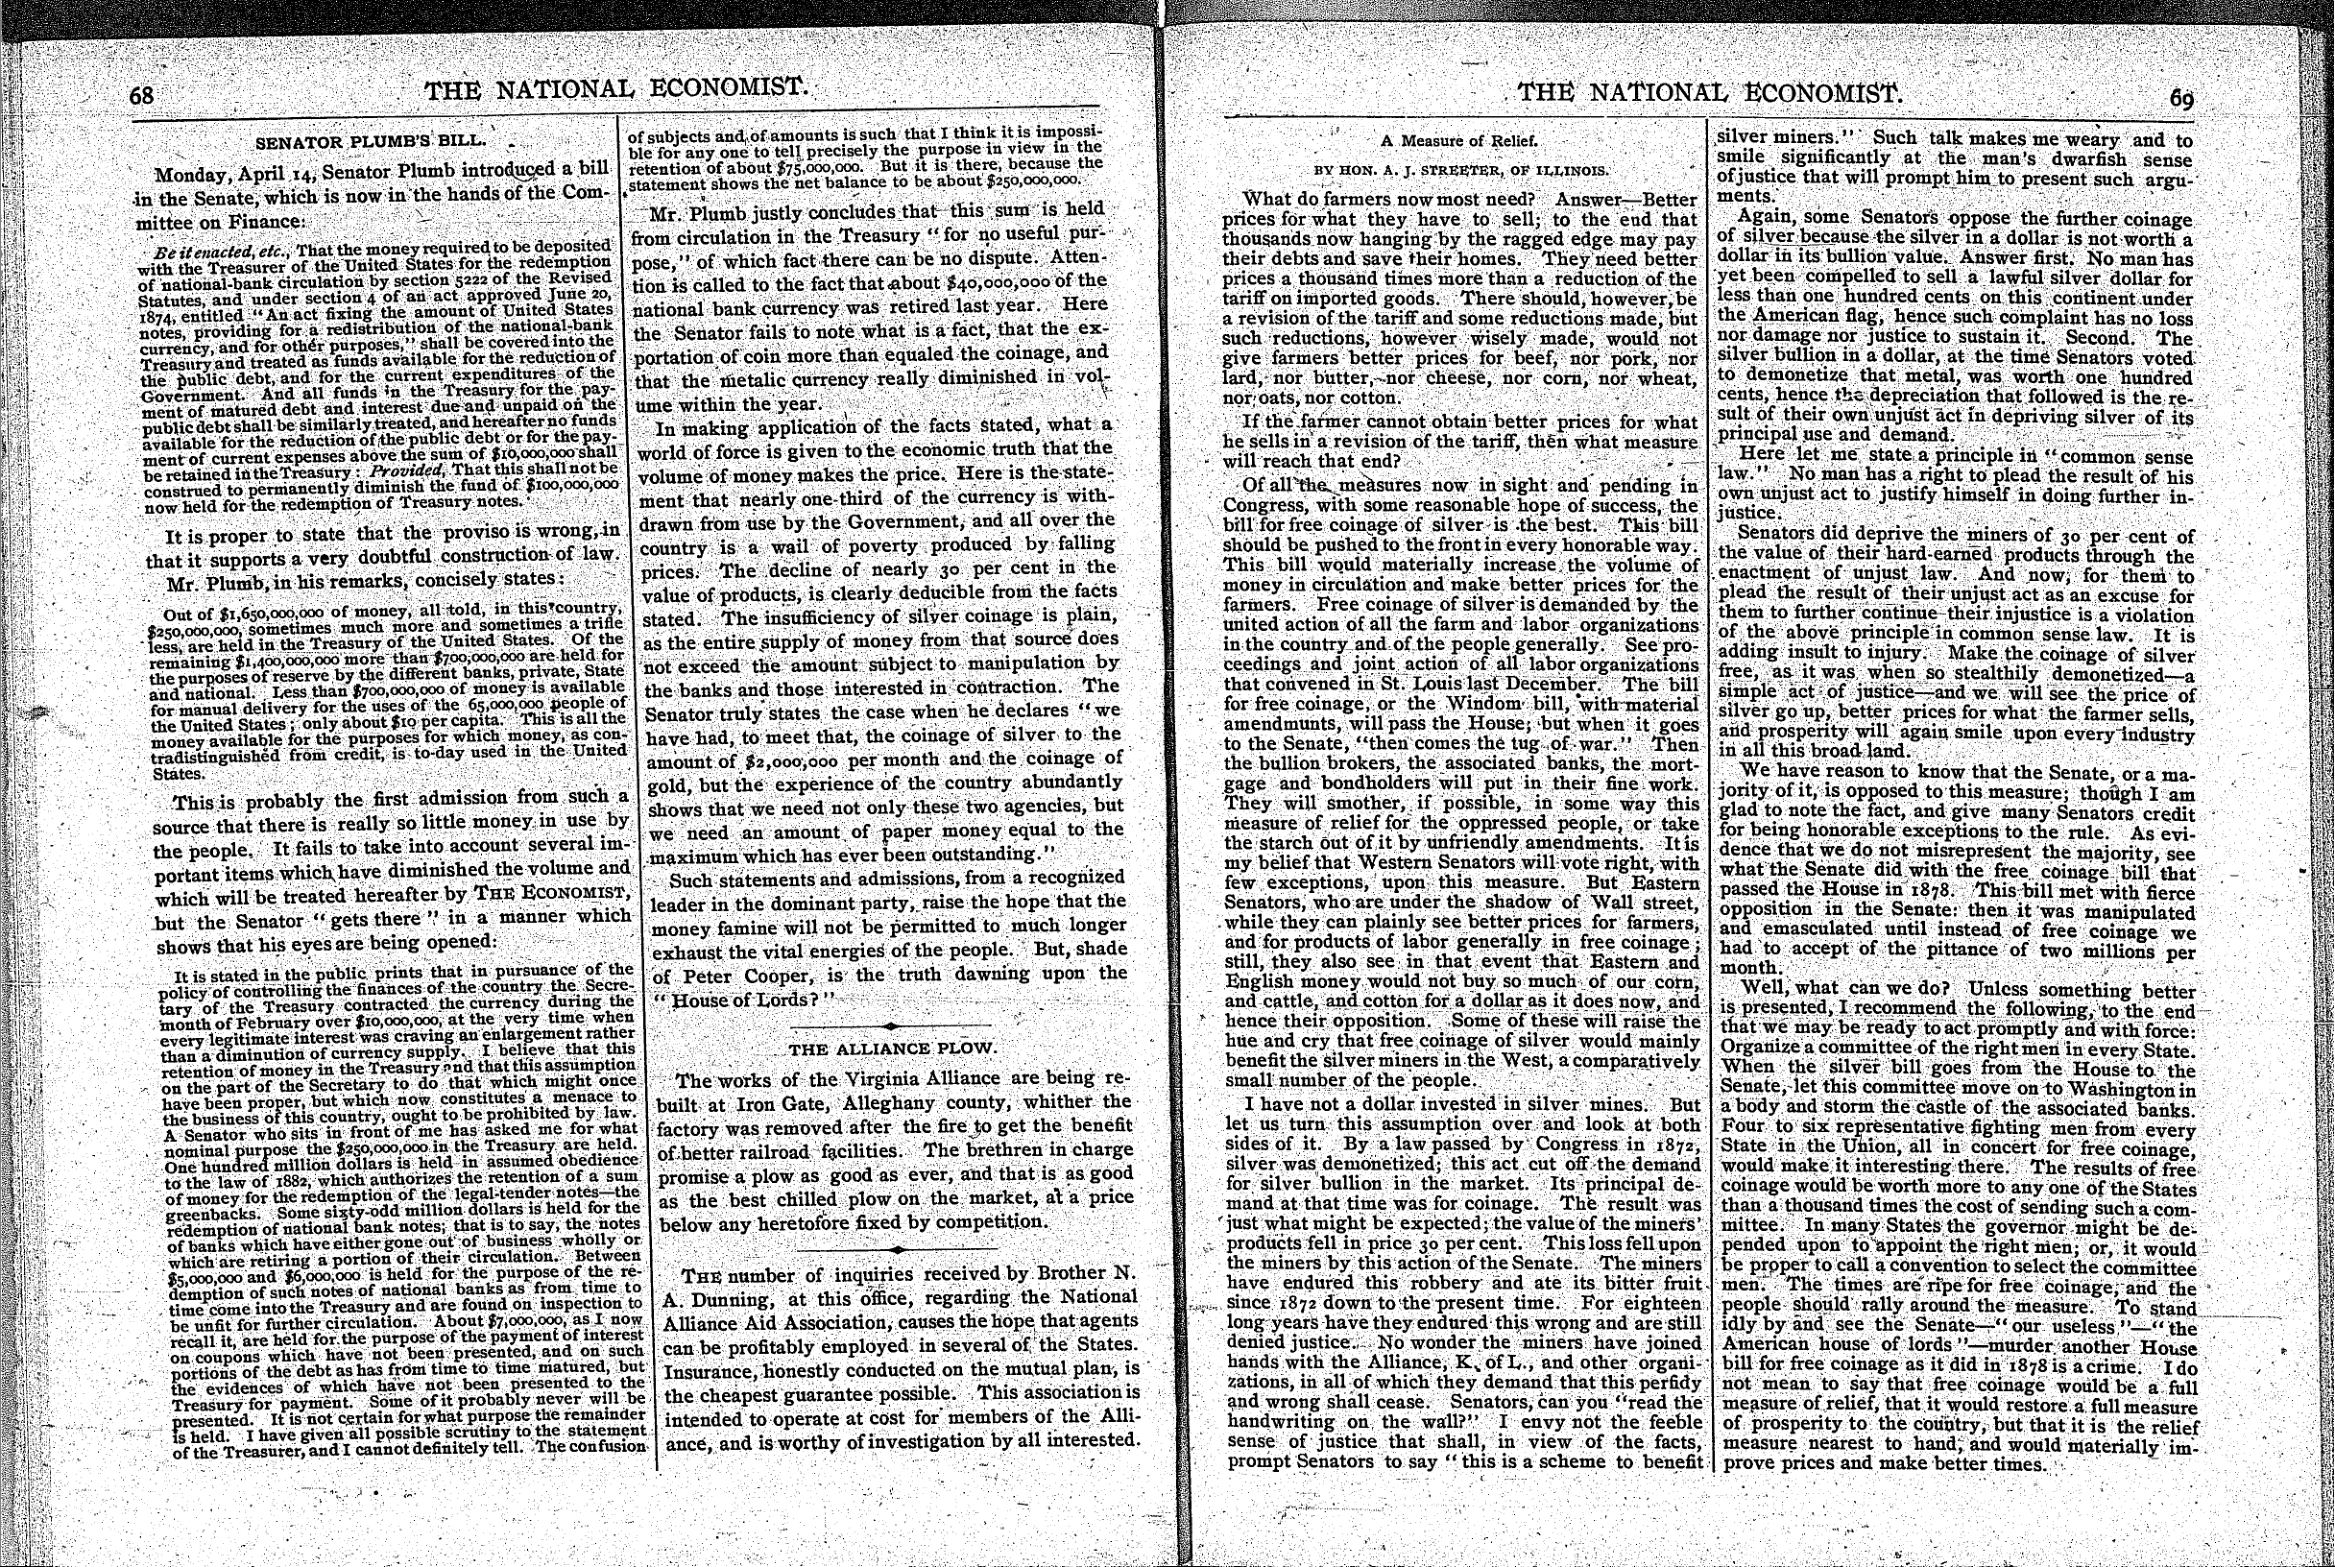 68
THE NATIONAL ECONOMIST.
SENATOR PLUMB'S BILL.
Monday, April 14, Senator Plumb introduced a bill
in the Senate, which is now in the hands of the Com-
mittee on Finance:
Be it enacted, etc., That the money required to be deposited
with the Treasurer of the United States for the redemption
of national-bank circulation by section 5222 of the Revised
Statutes, and under section 4 of an act approved June 20,
1874, entitled "An act fixing the amount of United States
notes, providing for a redistribution of the national-bank
currency, and for other purposes," shall be covered into the
Treasury and treated as funds available for the reduction of
the public debt, and for the current expenditures of the
Government. And all funds in the Treasury for the pay-
ment of matured debt and interest due and unpaid on the
public debt shall be similarly treated, and hereafter no funds
available for the reduction of the public debt or for the pay-
ment of current expenses above the sum of $10,000,000 shall
be retained in the Treasury: Provided, That this shall not be
construed to permanently diminish the fund of $100,000,000
now held for the redemption of Treasury notes.
It is proper to state that the proviso is wrong, in
that it supports a very doubtful construction of law.
Mr. Plumb, in his remarks, concisely states:
Out of $1,650,000,000 of money, all told, in this country,
$250,000,000, sometimes much more and sometimes a trifle
less, are held in the Treasury of the United States. Of the
remaining $1,400,000,000 more than $700,000,000 are held for
the purposes of reserve by the different banks, private, State
and national. Less than $700,000,000 of money is available
for manual delivery for the uses of the 65,000,000 people of
the United States; only about $10 per capita. This is all the
money available for the purposes for which money, as con-
tradistinguished from credit, is to-day used in the United
States.
This is probably the first admission from such a
source that there is really so little money in use by
the people. It fails to take into account several im-
portant items which have diminished the volume and
which will be treated hereafter by THE ECONOMIST,
but the Senator "gets there" in a manner which
shows that his eyes are being opened:
It is stated in the public prints that in pursuance of the
policy of controlling the finances of the country the Secre-
tary of the Treasury contracted the currency during the
month of February over $10,000,000, at the very time when
every legitimate interest was craving an enlargement rather
than a diminution of currency supply. I believe that this
retention of money in the Treasury and that this assumption
on the part of the Secretary to do that which might once
have been proper, but which now constitutes a menace to
the business of this country, ought to be prohibited by law.
A Senator who sits in front of me has asked me for what
nominal purpose the $250,000,000 in the Treasury are held.
One hundred million dollars is held in assumed obedience
to the law of 1882, which authorizes the retention of a sum
of money for the redemption of the legal-tender notes—the
greenbacks. Some sixty-odd million dollars is held for the
redemption of national bank notes; that is to say, the notes
of banks which have either gone out of business wholly or
which are retiring a portion of their circulation. Between
$5,000,000 and $6,000,000 is held for the purpose of the re-
demption of such notes of national banks as from time to
time come into the Treasury and are found on inspection to
be unfit for further circulation. About $7,000,000, as I now
recall it, are held for the purpose of the payment of interest
on coupons which have not been presented, and on such
portions of the debt as has from time to time matured, but
the evidences of which have not been presented to the
Treasury for payment. Some of it probably never will be
presented. It is not certain for what purpose the remainder
is held. I have given all possible scrutiny to the statement
of the Treasurer, and I cannot definitely tell. The confusion
of subjects and of amounts is such that I think it is impossi-
ble for any one to tell precisely the purpose in view in the
retention of about $75,000,000. But it is there, because the
statement shows the net balance to be about $250,000,000.
Mr. Plumb justly concludes that this sum is held
from circulation in the Treasury "for no useful pur-
pose," of which fact there can be no dispute. Atten-
tion is called to the fact that about $40,000,000 of the
national bank currency was retired last year. Here
the Senator fails to note what is a fact, that the ex-
portation of coin more than equaled the coinage, and
that the metalic currency really diminished in vol-
ume within the year.
In making application of the facts stated, what a
world of force is given to the economic truth that the
volume of money makes the price. Here is the state-
ment that nearly one-third of the currency is with-
drawn from use by the Government, and all over the
country is a wail of poverty produced by falling
prices. The decline of nearly 30 per cent in the
value of products, is clearly deducible from the facts
stated. The insufficiency of silver coinage is plain,
as the entire supply of money from that source does
not exceed the amount subject to manipulation by
the banks and those interested in contraction. The
Senator truly states the case when he declares "we
have had, to meet that, the coinage of silver to the
amount of $2,000,000 per month and the coinage of
gold, but the experience of the country abundantly
shows that we need not only these two agencies, but
we need an amount of paper money equal to the
maximum which has ever been outstanding."
Such statements and admissions, from a recognized
leader in the dominant party, raise the hope that the
money famine will not be permitted to much longer
exhaust the vital energies of the people. But, shade
of Peter Cooper, is the truth dawning upon the
"House of Lords?"
THE ALLIANCE PLOW.
The works of the Virginia Alliance are being re-
built at Iron Gate, Alleghany county, whither the
factory was removed after the fire to get the benefit
of better railroad facilities. The brethren in charge
promise a plow as good as ever, and that is as good
as the best chilled plow on the market, at a price
below any heretofore fixed by competition.
THE number of inquiries received by Brother N.
A. Dunning, at this office, regarding the National
Alliance Aid Association, causes the hope that agents
can be profitably employed in several of the States.
Insurance, honestly conducted on the mutual plan, is
the cheapest guarantee possible. This association is
intended to operate at cost for members of the Alli-
ance, and is worthy of investigation by all interested.
THE NATIONAL ECONOMIST.
69
A Measure of Relief.
BY HON. A. J. STREETER, OF ILLINOIS.
What do farmers now most need? Answer—Better
prices for what they have to sell; to the end that
thousands now hanging by the ragged edge may pay
their debts and save their homes. They need better
prices a thousand times more than a reduction of the
tariff on imported goods. There should, however, be
a revision of the tariff and some reductions made, but
such reductions, however wisely made, would not
give farmers better prices for beef, nor pork, nor
lard, nor butter, nor cheese, nor corn, nor wheat,
nor oats, nor cotton.
If the farmer cannot obtain better prices for what
he sells in a revision of the tariff, then what measure
will reach that end?
Of all the measures now in sight and pending in
Congress, with some reasonable hope of success, the
bill for free coinage of silver is the best. This bill
should be pushed to the front in every honorable way.
This bill would materially increase the volume of
money in circulation and make better prices for the
farmers. Free coinage of silver is demanded by the
united action of all the farm and labor organizations
in the country and of the people generally. See pro-
ceedings and joint action of all labor organizations
that convened in St. Louis last December. The bill
for free coinage, or the Windom bill, with material
amendmunts, will pass the House; but when it goes
to the Senate, "then comes the tug of war." Then
the bullion brokers, the associated banks, the mort-
gage and bondholders will put in their fine work.
They will smother, if possible, in some way this
measure of relief for the oppressed people, or take
the starch out of it by unfriendly amendments. It is
my belief that Western Senators will vote right, with
few exceptions, upon this measure. But Eastern
Senators, who are under the shadow of Wall street,
while they can plainly see better prices for farmers,
and for products of labor generally in free coinage;
still, they also see in that event that Eastern and
English money would not buy so much of our corn,
and cattle, and cotton for a dollar as it does now, and
hence their opposition. Some of these will raise the
hue and cry that free coinage of silver would mainly
benefit the silver miners in the West, a comparatively
small number of the people.
I have not a dollar invested in silver mines. But
let us turn this assumption over and look at both
sides of it. By a law passed by Congress in 1872,
silver was demonetized; this act cut off the demand
for silver bullion in the market. Its principal de-
mand at that time was for coinage. The result was
just what might be expected; the value of the miners'
products fell in price 30 per cent. This loss fell upon
the miners by this action of the Senate. The miners
have endured this robbery and ate its bitter fruit
since 1872 down to the present time. For eighteen
long years have they endured this wrong and are still
denied justice. No wonder the miners have joined
hands with the Alliance, K. of L., and other organi-
zations, in all of which they demand that this perfidy
and wrong shall cease. Senators, can you "read the
handwriting on the wall?" I envy not the feeble
sense of justice that shall, in view of the facts,
prompt Senators to say "this is a scheme to benefit
silver miners." Such talk makes me weary and to
smile significantly at the man's dwarfish sense
of justice that will prompt him to present such argu-
ments.
Again, some Senators oppose the further coinage
of silver because the silver in a dollar is not worth a
dollar in its bullion value. Answer first. No man has
yet been compelled to sell a lawful silver dollar for
less than one hundred cents on this continent under
the American flag, hence such complaint has no loss
nor damage nor justice to sustain it. Second. The
silver bullion in a dollar, at the time Senators voted
to demonetize that metal, was worth one hundred
cents, hence the depreciation that followed is the re-
sult of their own unjust act in depriving silver of its
principal use and demand.
Here let me state a principle in "common sense
law." No man has a right to plead the result of his
own unjust act to justify himself in doing further in-
justice.
Senators did deprive the miners of 30 per cent of
the value of their hard-earned products through the
enactment of unjust law. And now, for them to
plead the result of their unjust act as an excuse for
them to further continue their injustice is a violation
of the above principle in common sense law. It is
adding insult to injury. Make the coinage of silver
free, as it was when so stealthily demonetized—a
simple act of justice—and we will see the price of
silver go up, better prices for what the farmer sells,
and prosperity will again smile upon every industry
in all this broad land.
We have reason to know that the Senate, or a ma-
jority of it, is opposed to this measure; though I am
glad to note the fact, and give many Senators credit
for being honorable exceptions to the rule. As evi-
dence that we do not misrepresent the majority, see
what the Senate did with the free coinage bill that
passed the House in 1878. This bill met with fierce
opposition in the Senate: then it was manipulated
and emasculated until instead of free coinage we
had to accept of the pittance of two millions per
month.
Well, what can we do? Unless something better
is presented, I recommend the following, to the end
that we may be ready to act promptly and with force:
Organize a committee of the right men in every State.
When the silver bill goes from the House to the
Senate, let this committee move on to Washington in
a body and storm the castle of the associated banks.
Four to six representative fighting men from every
State in the Union, all in concert for free coinage,
would make it interesting there. The results of free
coinage would be worth more to any one of the States
than a thousand times the cost of sending such a com-
mittee. In many States the governor might be de-
pended upon to appoint the right men; or, it would
be proper to call a convention to select the committee
men. The times are ripe for free coinage, and the
people should rally around the measure. To stand
idly by and see the Senate—"our useless"—"the
American house of lords"—murder another House
bill for free coinage as it did in 1878 is a crime. I do
not mean to say that free coinage would be a full
measure of relief, that it would restore a full measure
of prosperity to the country, but that it is the relief
measure nearest to hand, and would materially im-
prove prices and make better times.